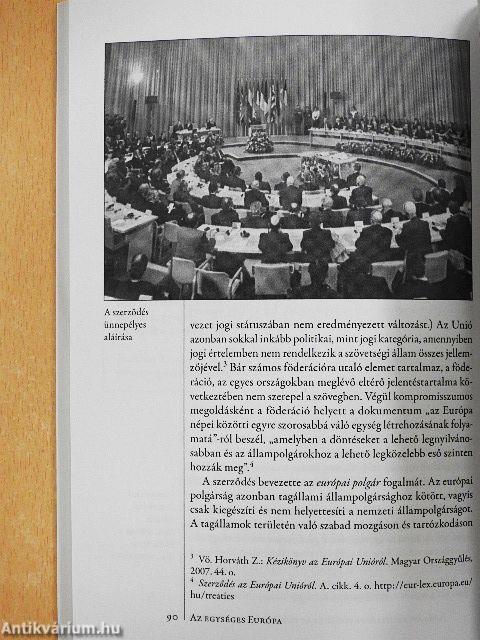 A szerződés
ünnepélyes
aláírása
vezet jogi státuszában nem eredményezett változást.) Az Unió
azonban sokkal inkább politikai, mint jogi kategória, amennyiben
jogi értelemben nem rendelkezik a szövetségi állam összes jellem-
zőjével.³ Bár számos föderációra utaló elemet tartalmaz, a föde-
ráció, az egyes országokban meglévő eltérő jelentéstartalma kö-
vetkeztében nem szerepel a szövegben. Végül kompromisszumos
megoldásként a föderáció helyett a dokumentum „az Európa
népei közötti egyre szorosabbá váló egység létrehozásának folya-
matá”-ról beszél, „amelyben a döntéseket a lehető legnyilváno-
sabban és az állampolgárokhoz a lehető legközelebb eső szinten
hozzák meg”.⁴
A szerződés bevezette az európai polgár fogalmát. Az európai
polgárság azonban tagállami állampolgársághoz kötött, vagyis
csak kiegészíti és nem helyettesíti a nemzeti állampolgárságot.
A tagállamok területén való szabad mozgáson és tartózkodáson
³ Vö. Horváth Z.: Kézikönyv az Európai Unióról. Magyar Országgyűlés,
2007. 44. o.
⁴ Szerződés az Európai Unióról. A. cikk. 4. o. http://eur-lex.europa.eu/
hu/treaties
90 AZ EGYSÉGES EURÓPA
Antikvárium.hu